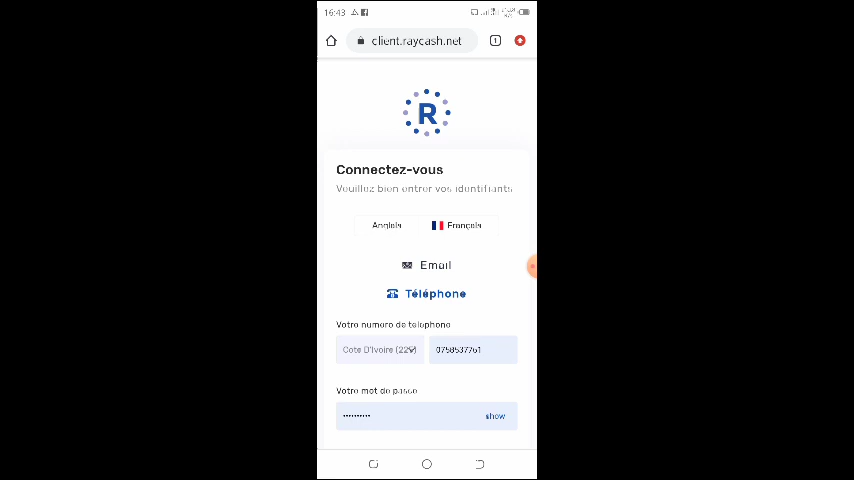 16:43
client.raycash.net
1
R
Connectez-vous
Veuillez bien entrer vos identifiants
Anglais
Français
Email
Téléphone
Votre numero de telephone
Cote D'Ivoire (225)
0758537761
Votre mot de passe
show